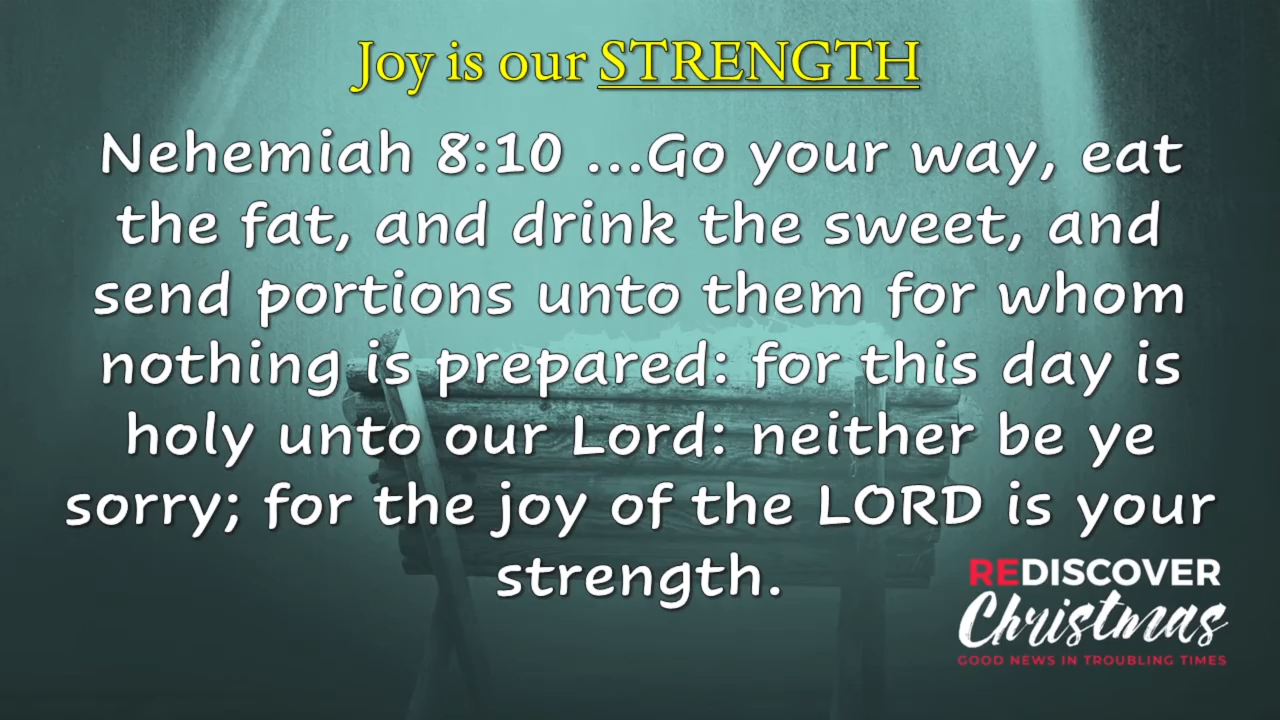 Joy is our STRENGTH
Nehemiah 8:10 ...Go your way, eat
the fat, and drink the sweet, and
send portions unto them for whom
nothing is prepared: for this day is
holy unto our Lord: neither be ye
sorry; for the joy of the LORD is your
strength.
REDISCOVER
Christmas
GOOD NEWS IN TROUBLING TIMES